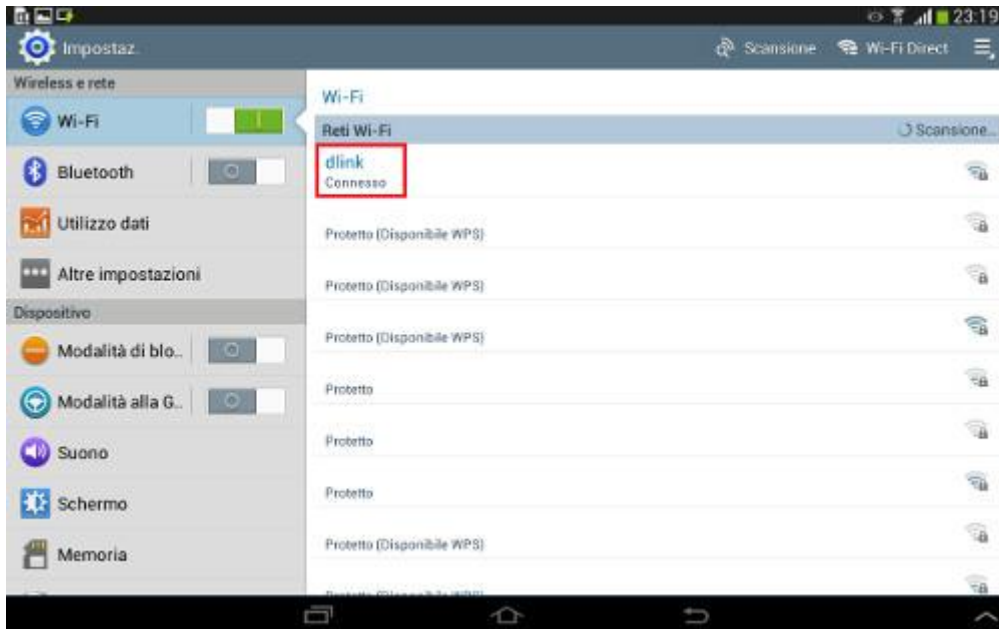 23:19
Impostaz.
Scansione
Wi-Fi Direct
Wireless e rete
Wi-Fi
Bluetooth
Utilizzo dati
Altre impostazioni
Dispositivo
Modalità di blo..
Modalità alla G..
Suono
Schermo
Memoria
Wi-Fi
Reti Wi-Fi
Scansione...
dlink
Connesso
Protetto (Disponibile WPS)
Protetto (Disponibile WPS)
Protetto (Disponibile WPS)
Protetto
Protetto
Protetto
Protetto (Disponibile WPS)